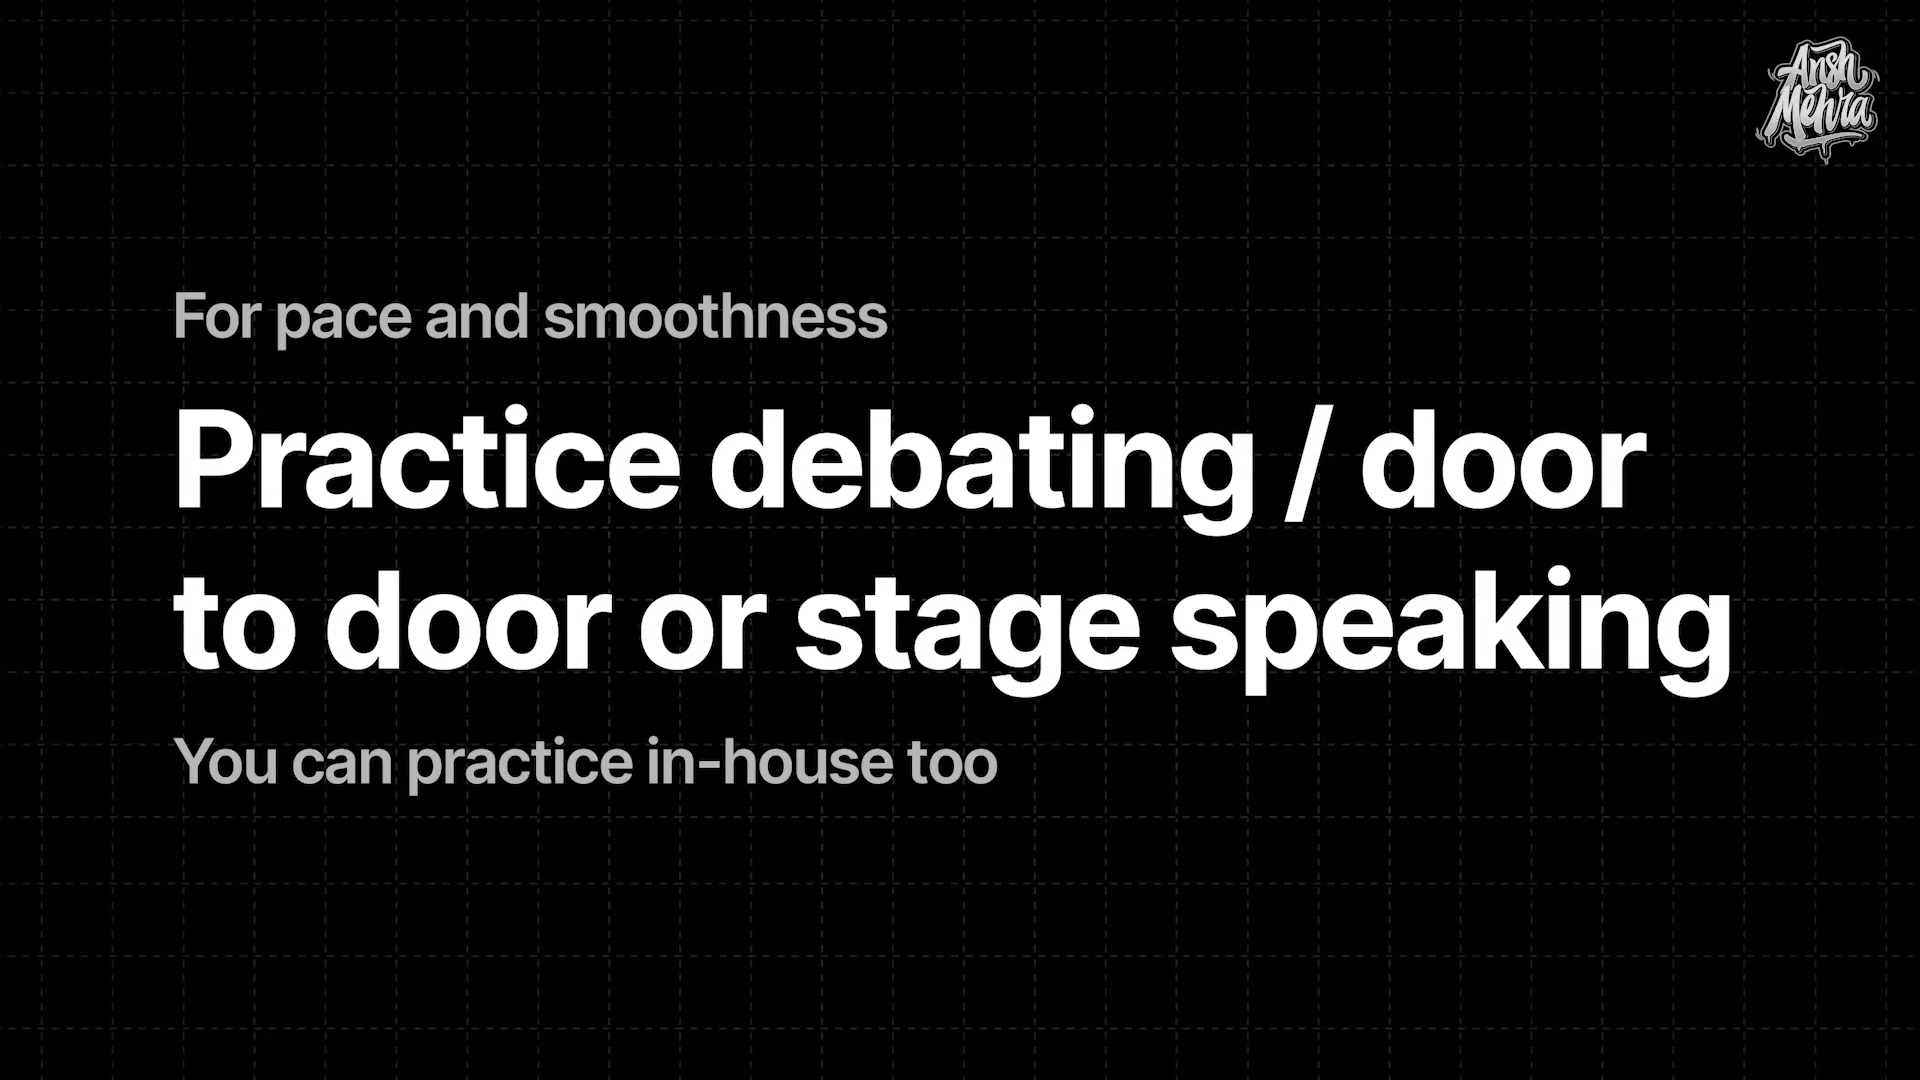 Ansh
Mehra
For pace and smoothness
Practice debating / door
to door or stage speaking
You can practice in-house too